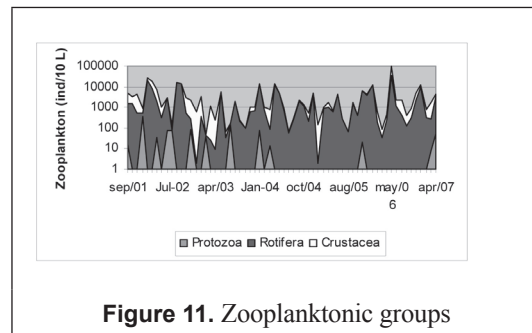 Zooplankton (ind/10 L)
100000
10000
1000
100
10
1
sep/01 Jul-02 apr/03 Jan-04 oct/04 aug/05 may/0
6 apr/07
Protozoa Rotifera Crustacea
Figure 11. Zooplanktonic groups